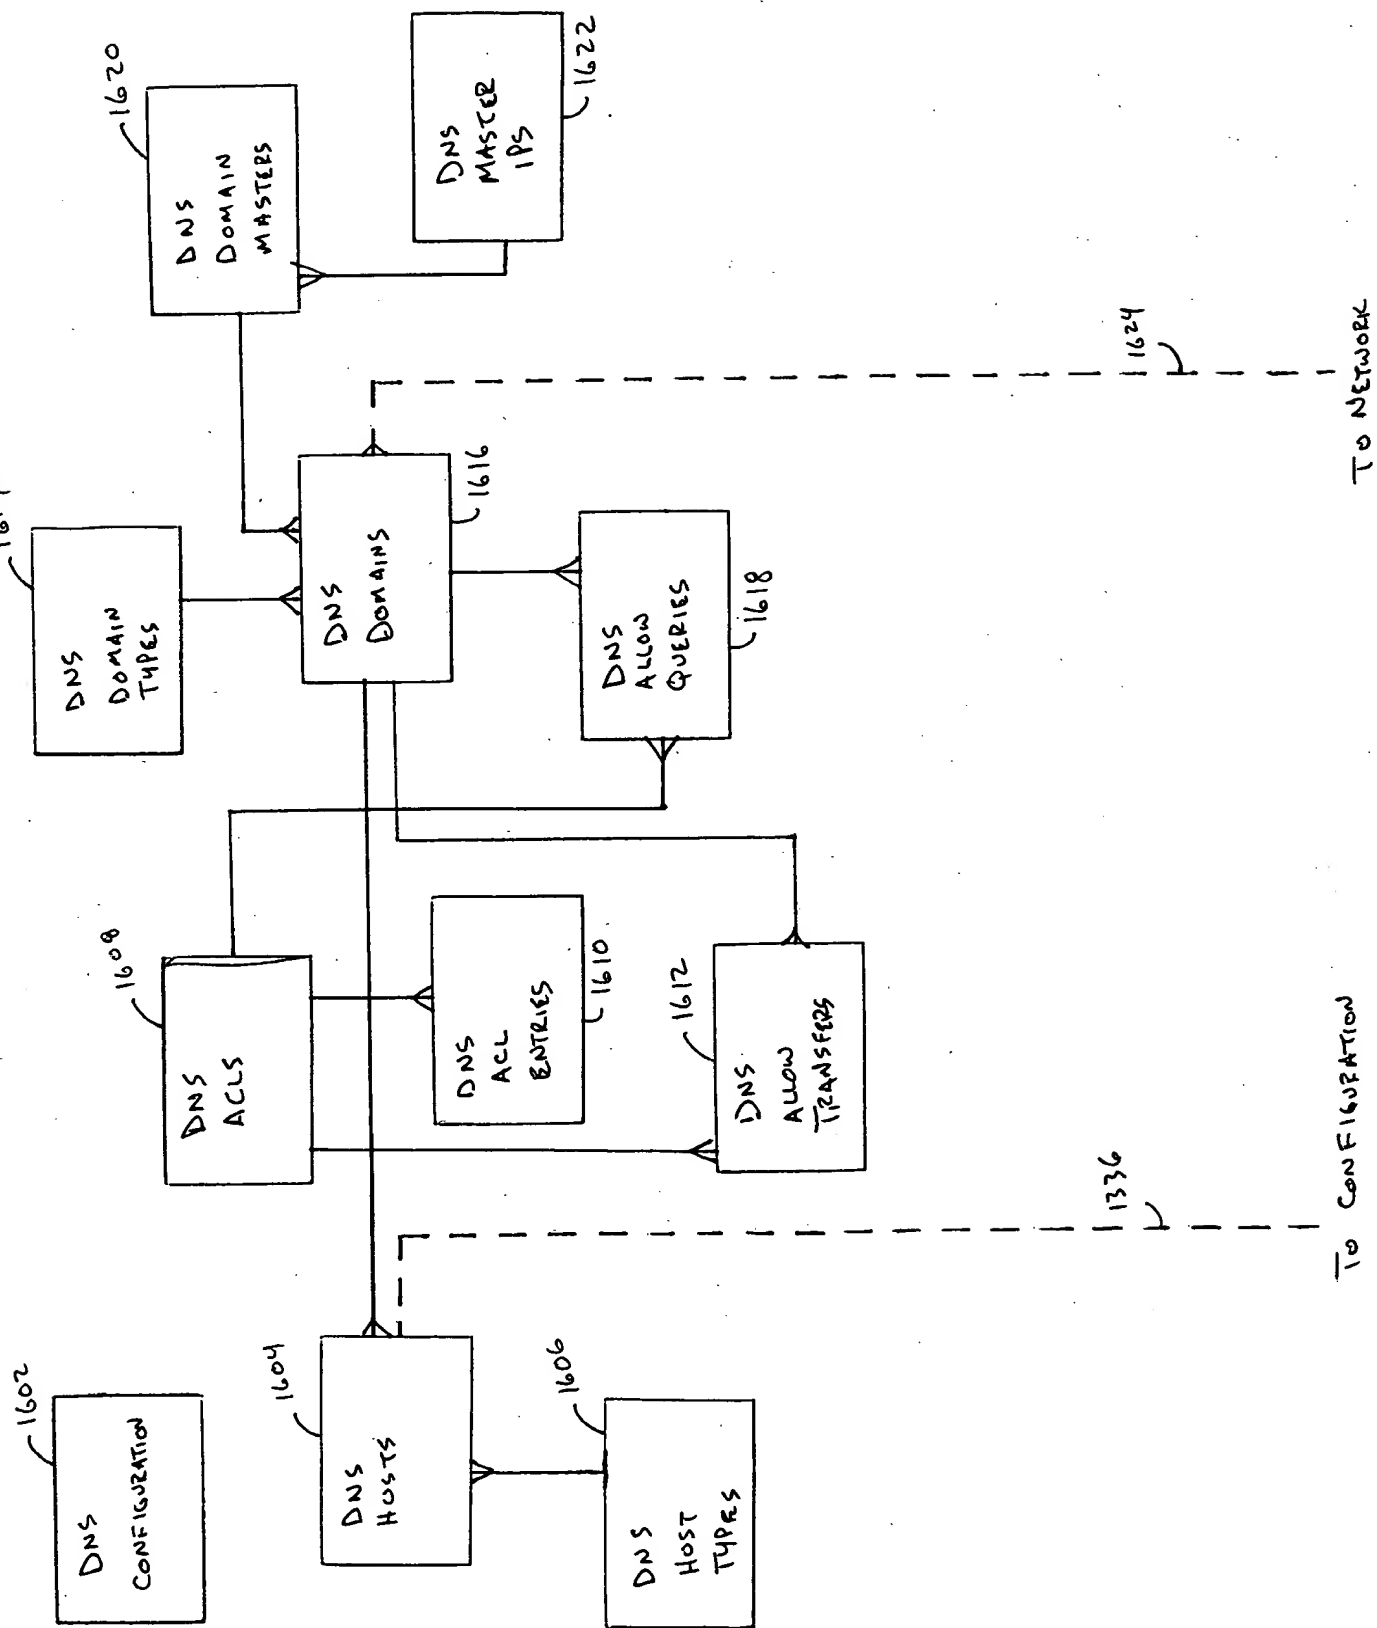 1602
DNS
CONFIGURATION
DNS
DOMAIN
TYPES
1620
DNS
DOMAIN
MASTERS
1608
DNS
ACLS
1604
DNS
HOSTS
DNS
DOMAINS
1616
DNS
MASTER
IPS
1622
DNS
ACL
ENTRIES
1610
1606
DNS
HOST
TYPES
DNS
ALLOW
QUERIES
1618
1612
DNS
ALLOW
TRANSFERS
1336
1624
TO CONFIGURATION
TO NETWORK